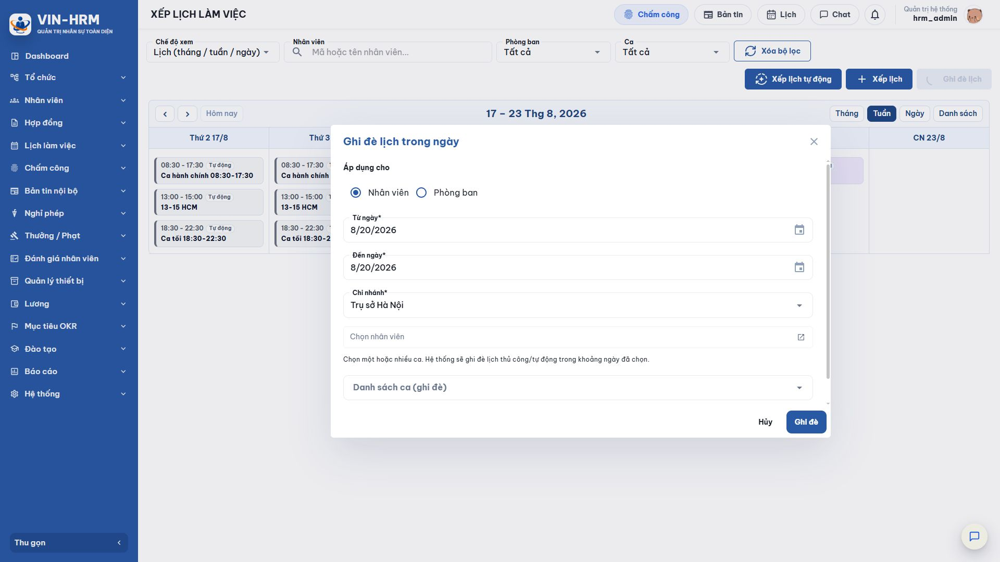 VIN-HRM
QUẢN TRỊ NHÂN SỰ TOÀN DIỆN
Dashboard
Tổ chức
Nhân viên
Hợp đồng
Lịch làm việc
Chấm công
Bản tin nội bộ
Nghỉ phép
Thưởng / Phạt
Đánh giá nhân viên
Quản lý thiết bị
Lương
Mục tiêu OKR
Đào tạo
Báo cáo
Hệ thống
Thu gọn
XẾP LỊCH LÀM VIỆC
Chấm công
Bản tin
Lịch
Chat
Quản trị hệ thống
hrm_admin
Chế độ xem
Lịch (tháng / tuần / ngày)
Nhân viên
Mã hoặc tên nhân viên...
Phòng ban
Tất cả
Ca
Tất cả
Xóa bộ lọc
Xếp lịch tự động
Xếp lịch
Ghi đè lịch
Hôm nay
17 – 23 Thg 8, 2026
Tháng
Tuần
Ngày
Danh sách
Thứ 2 17/8
Thứ 3
CN 23/8
08:30 - 17:30 Tự động
Ca hành chính 08:30-17:30
13:00 - 15:00 Tự động
13-15 HCM
18:30 - 22:30 Tự động
Ca tối 18:30-22:30
08:30 - 17:30
Ca hành chính
13:00 - 15:00
13-15 HCM
18:30 - 22:30
Ca tối 18:30-2
Ghi đè lịch trong ngày
Áp dụng cho
Nhân viên
Phòng ban
Từ ngày*
8/20/2026
Đến ngày*
8/20/2026
Chi nhánh*
Trụ sở Hà Nội
Chọn nhân viên
Chọn một hoặc nhiều ca. Hệ thống sẽ ghi đè lịch thủ công/tự động trong khoảng ngày đã chọn.
Danh sách ca (ghi đè)
Hủy
Ghi đè